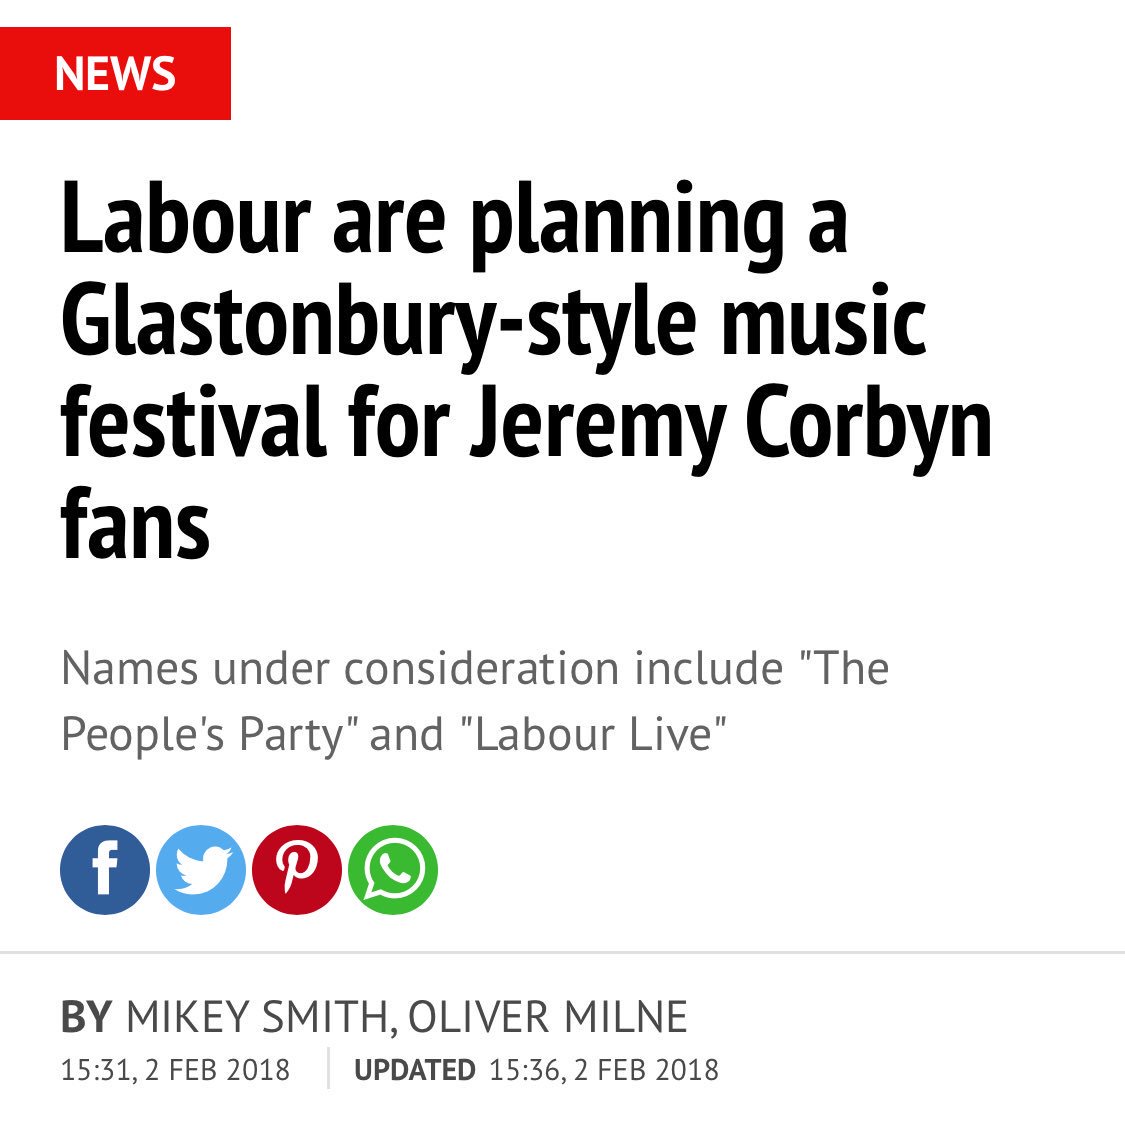 NEWS
Labour are planning a
Glastonbury-style music
festival for Jeremy Corbyn
fans
Names under consideration include "The
People's Party" and "Labour Live"
BY MIKEY SMITH, OLIVER MILNE
15:31, 2 FEB 2018 UPDATED 15:36, 2 FEB 2018